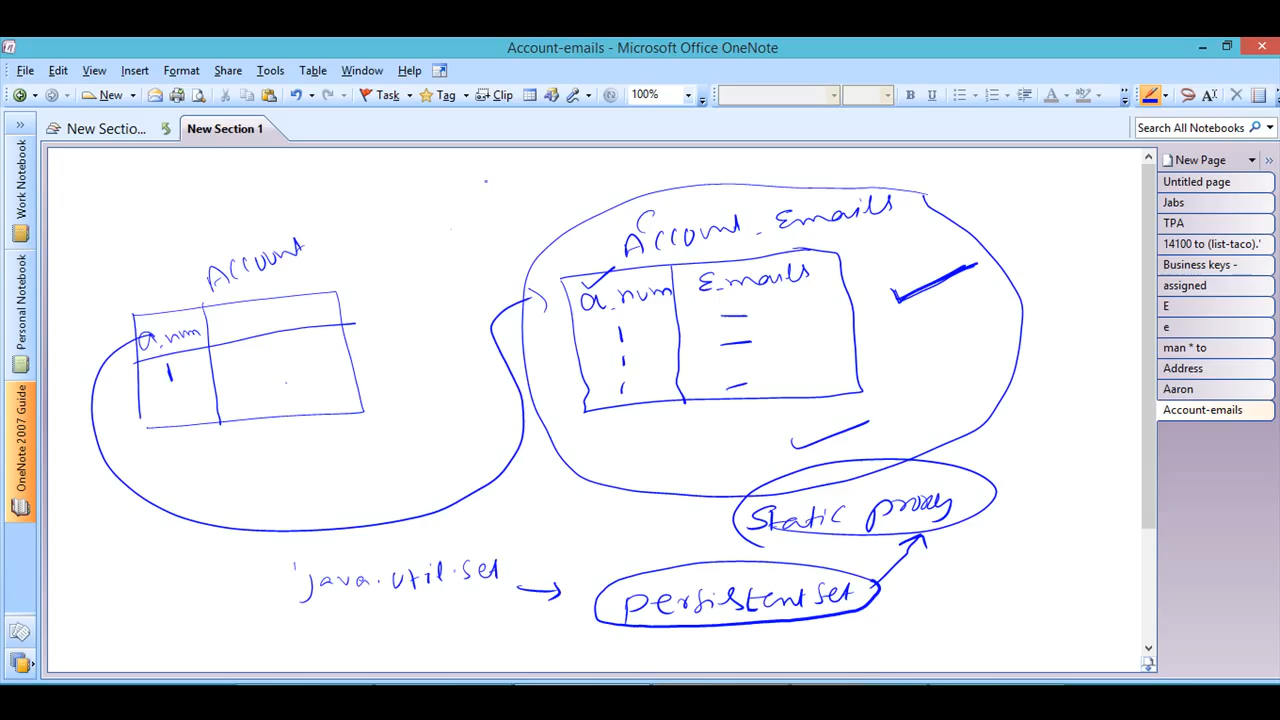 Account-emails - Microsoft Office OneNote
File Edit View Insert Format Share Tools Table Window Help
New 100% Task Tag Clip B U
New Sectio... New Section 1
Search All Notebooks
New Page
Untitled page
Jabs
TPA
14100 to (list-taco).'
Business keys -
assigned
E
e
man * to
Address
Aaron
Account-emails
Work Notebook
Personal Notebook
OneNote 2007 Guide
Account
a.num
1
Account - Emails
a.num Emails
1
static proxy
java.util.set
persistent set